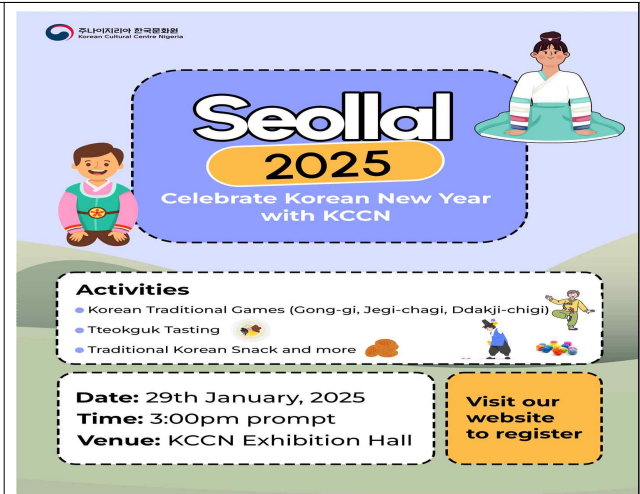 주나이지리아 한국문화원
Korean Cultural Centre Nigeria
Seollal
2025
Celebrate Korean New Year
with KCCN
Activities
Korean Traditional Games (Gong-gi, Jegi-chagi, Ddakji-chigi)
Tteokguk Tasting
Traditional Korean Snack and more
Date: 29th January, 2025
Time: 3:00pm prompt
Venue: KCCN Exhibition Hall
Visit our
website
to register